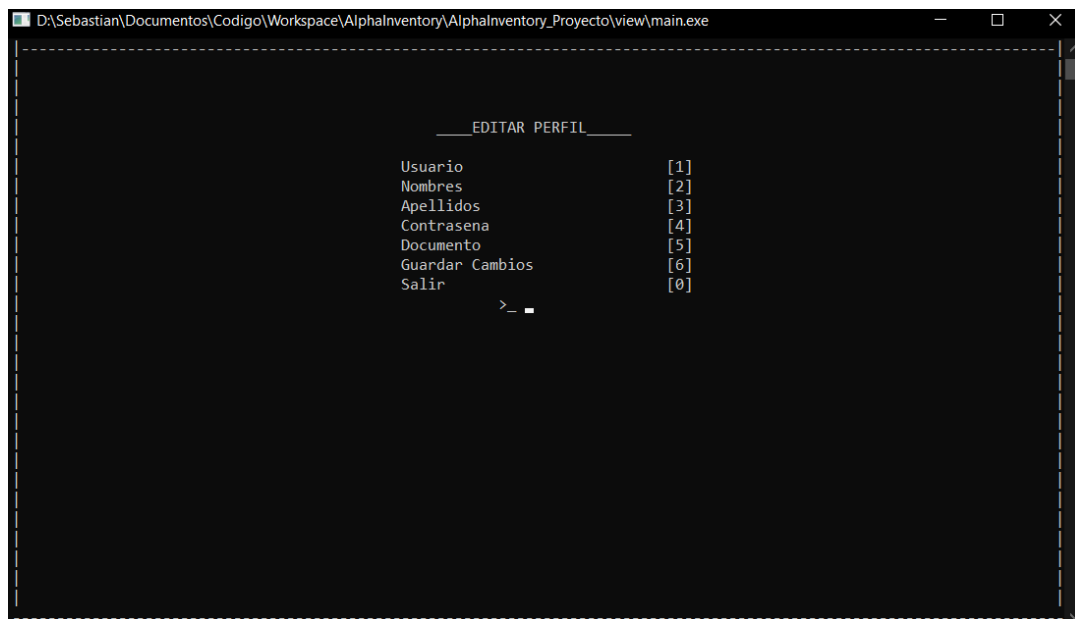 D:\Sebastian\Documentos\Codigo\Workspace\AlphaInventory\AlphaInventory_Proyecto\view\main.exe
____EDITAR PERFIL_____
Usuario [1]
Nombres [2]
Apellidos [3]
Contrasena [4]
Documento [5]
Guardar Cambios [6]
Salir [0]
>_